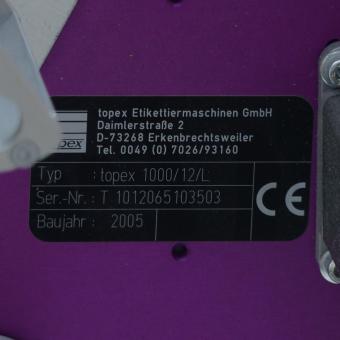 topex Etikettiermaschinen GmbH
Daimlerstraße 2
D-73268 Erkenbrechtsweiler
Tel. 0049 (0) 7026/93160
Typ : topex 1000/12/L
Ser.-Nr.: T 1012065103503
Baujahr : 2005
CE